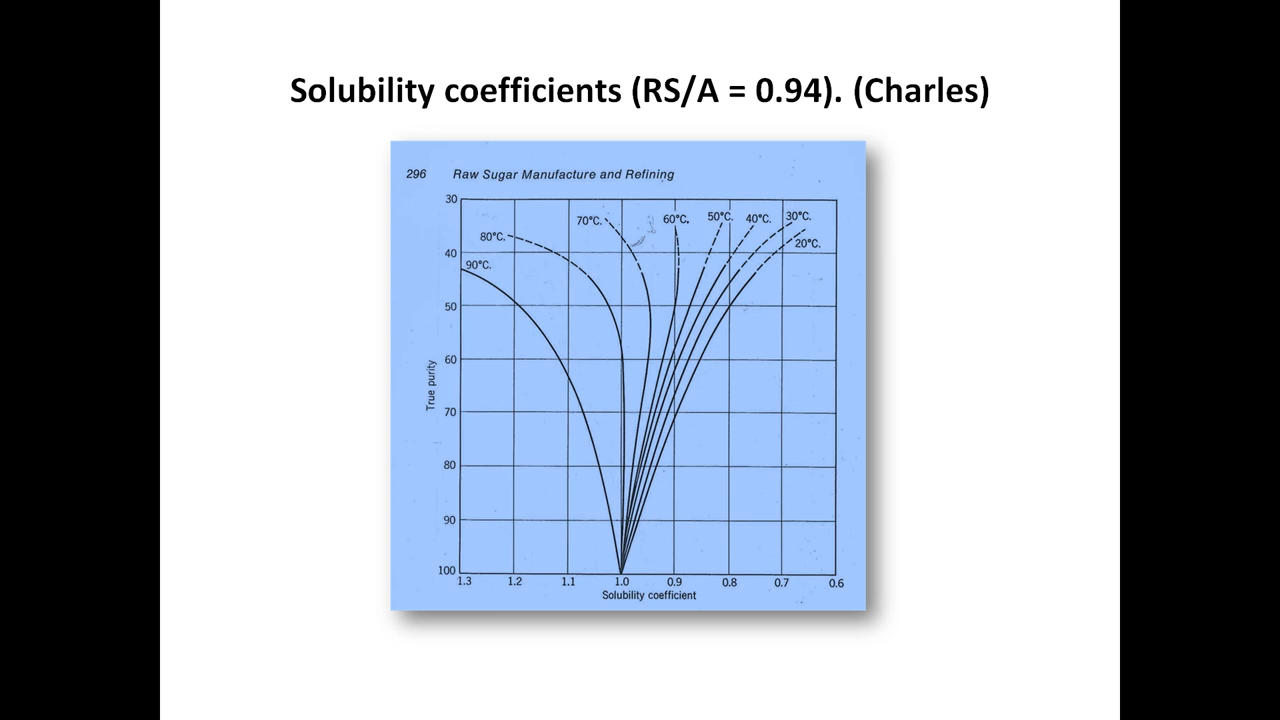 Solubility coefficients (RS/A = 0.94). (Charles)
296 Raw Sugar Manufacture and Refining
30
70°C. 60°C. 50°C. 40°C. 30°C.
80°C. 20°C.
40
90°C.
50
60
True purity
70
80
90
100
1.3 1.2 1.1 1.0 0.9 0.8 0.7 0.6
Solubility coefficient